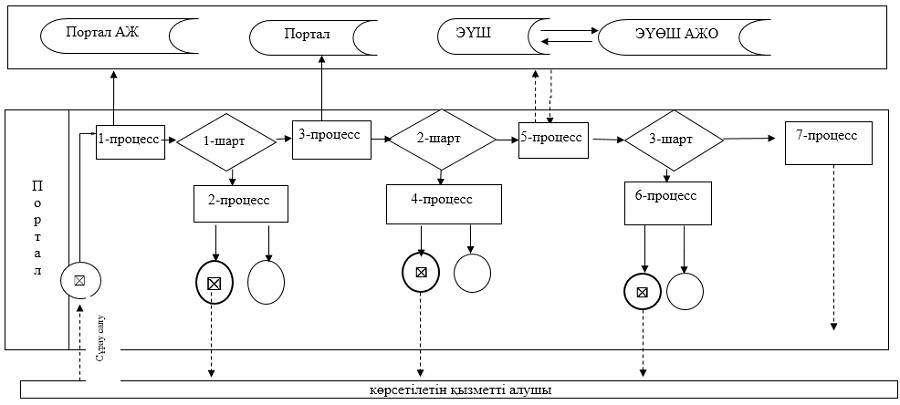 Портал АЖ
Портал
ЭҮШ
ЭҮӨШ АЖО
Портал
1-процесс
1-шарт
3-процесс
2-шарт
5-процесс
3-шарт
7-процесс
2-процесс
4-процесс
6-процесс
Сұрау салу
көрсетілетін қызметті алушы